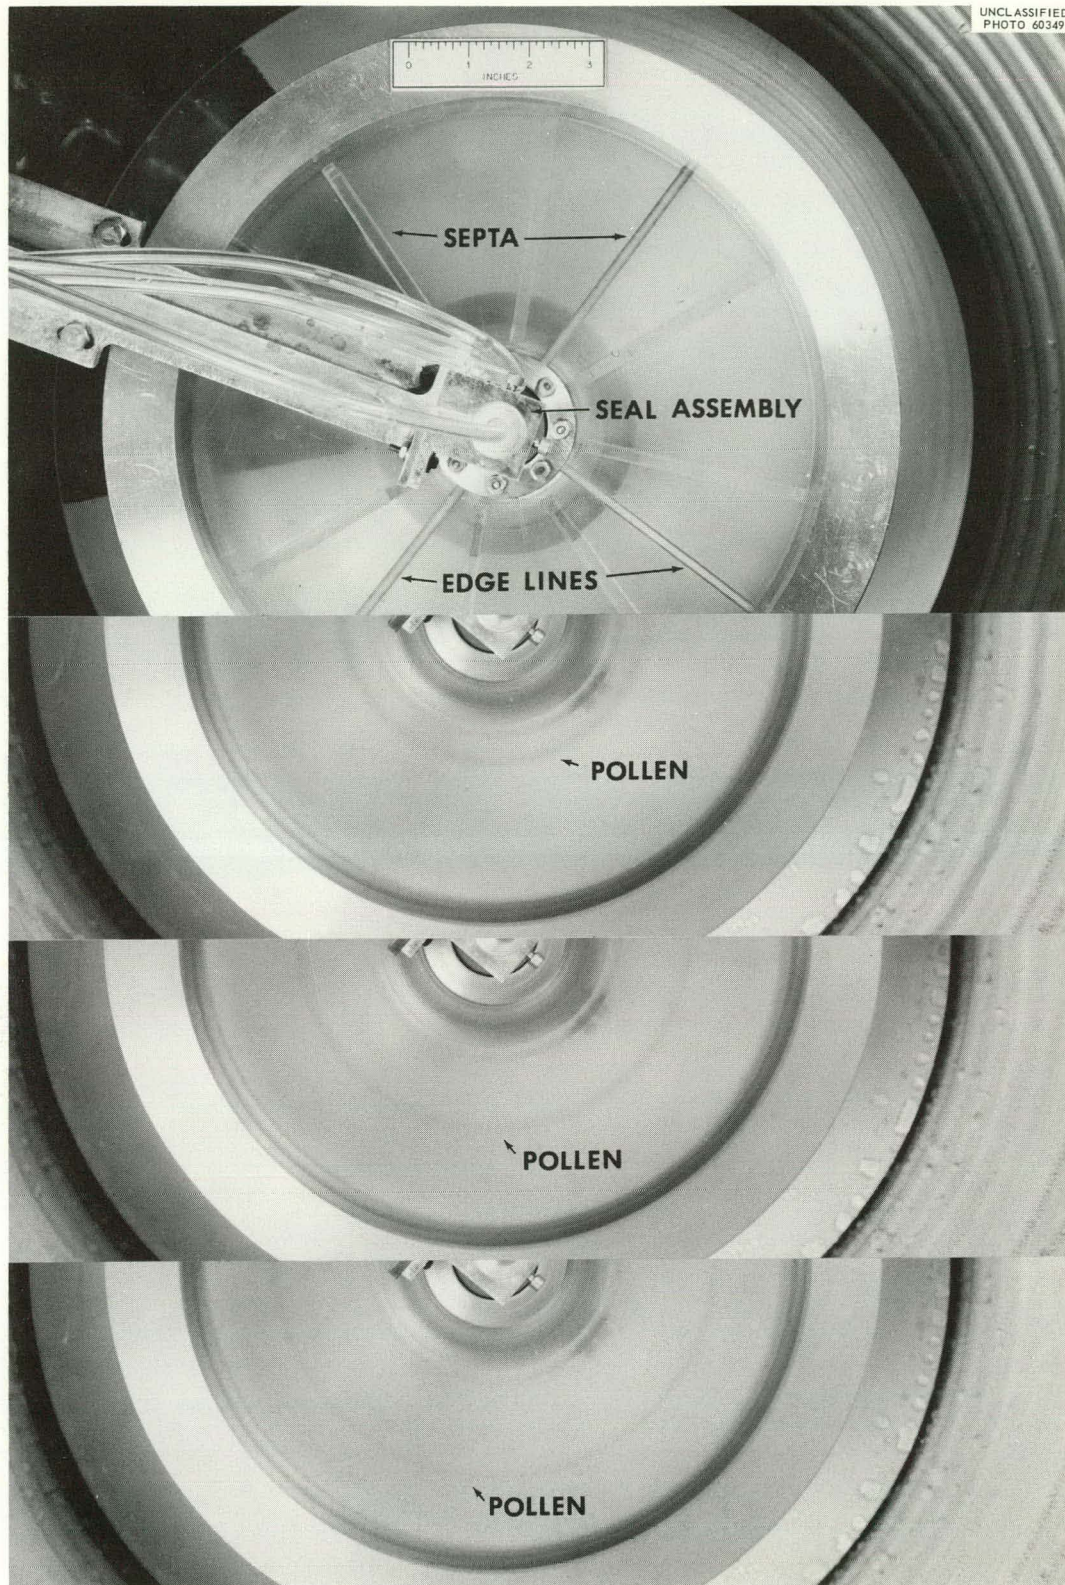 UNCLASSIFIED
PHOTO 60349
0 1 2 3
INCHES
SEPTA
SEAL ASSEMBLY
EDGE LINES
POLLEN
POLLEN
POLLEN